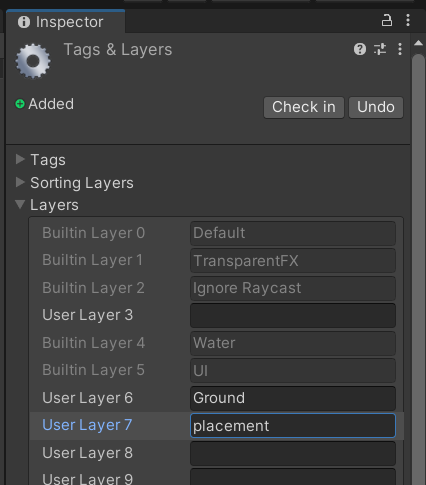 Inspector
Tags & Layers
Added
Check in Undo
Tags
Sorting Layers
Layers
Builtin Layer 0 Default
Builtin Layer 1 TransparentFX
Builtin Layer 2 Ignore Raycast
User Layer 3
Builtin Layer 4 Water
Builtin Layer 5 UI
User Layer 6 Ground
User Layer 7 placement
User Layer 8
User Layer 9